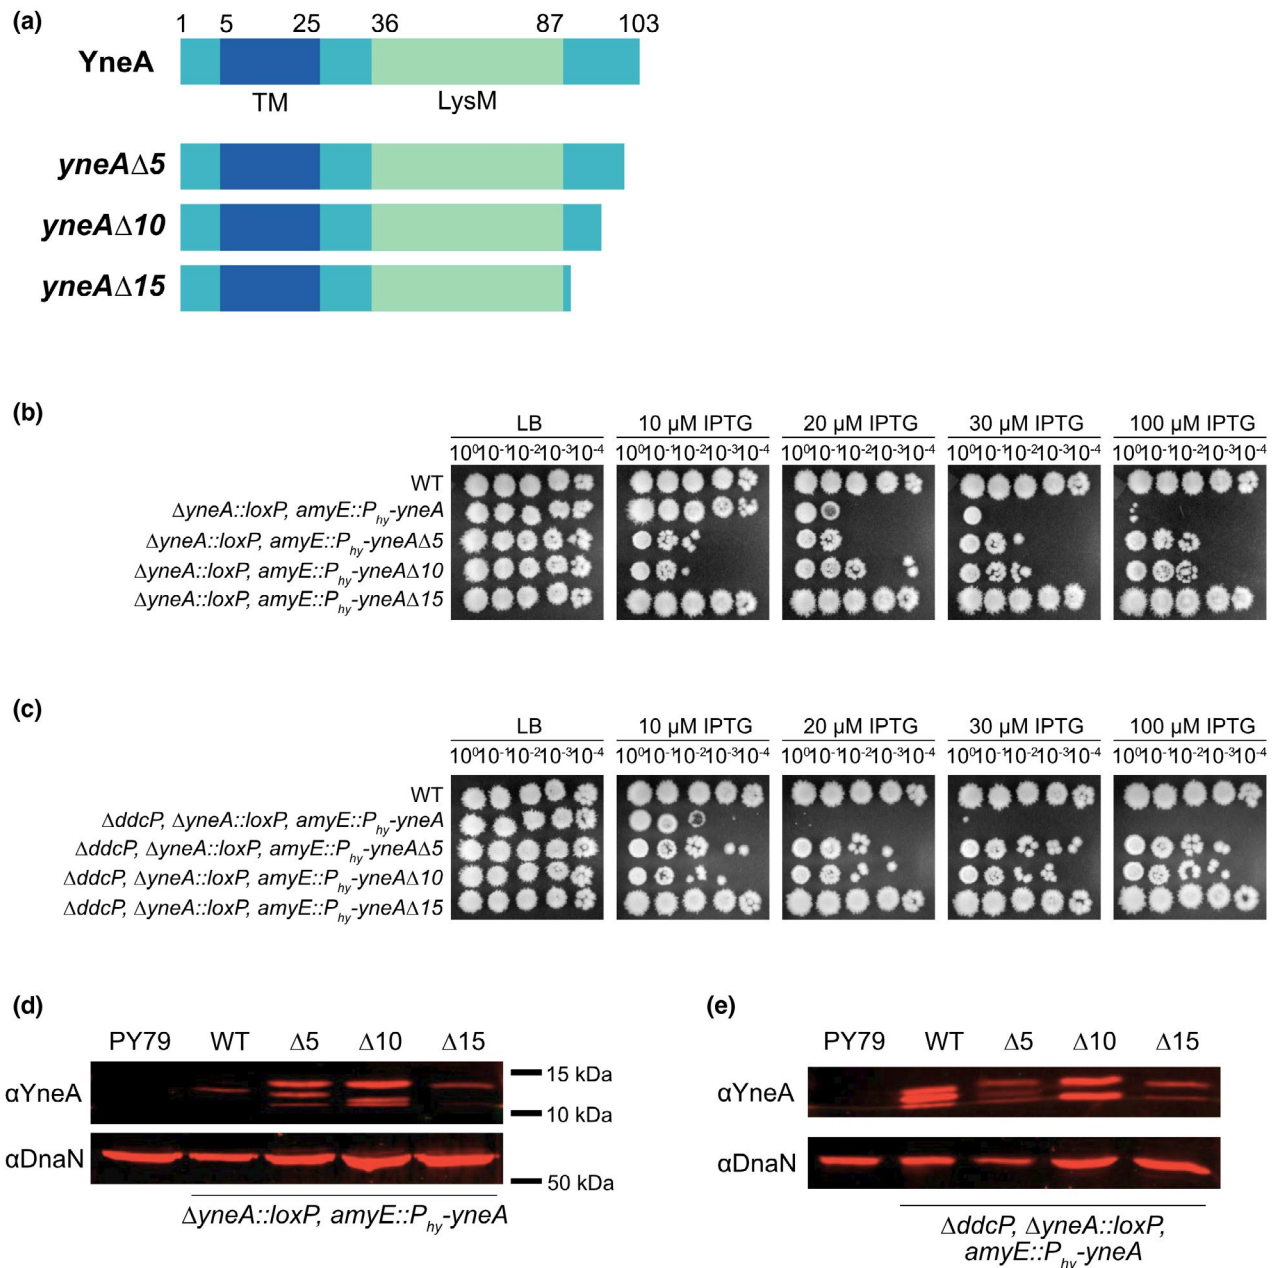 (a)
1 5 25 36 87 103
YneA
TM LysM
yneAΔ5
yneAΔ10
yneAΔ15
(b)
LB 10 µM IPTG 20 µM IPTG 30 µM IPTG 100 µM IPTG
10⁰10⁻¹10⁻²10⁻³10⁻⁴ 10⁰10⁻¹10⁻²10⁻³10⁻⁴ 10⁰10⁻¹10⁻²10⁻³10⁻⁴ 10⁰10⁻¹10⁻²10⁻³10⁻⁴ 10⁰10⁻¹10⁻²10⁻³10⁻⁴
WT
ΔyneA::loxP, amyE::Phy-yneA
ΔyneA::loxP, amyE::Phy-yneAΔ5
ΔyneA::loxP, amyE::Phy-yneAΔ10
ΔyneA::loxP, amyE::Phy-yneAΔ15
(c)
LB 10 µM IPTG 20 µM IPTG 30 µM IPTG 100 µM IPTG
10⁰10⁻¹10⁻²10⁻³10⁻⁴ 10⁰10⁻¹10⁻²10⁻³10⁻⁴ 10⁰10⁻¹10⁻²10⁻³10⁻⁴ 10⁰10⁻¹10⁻²10⁻³10⁻⁴ 10⁰10⁻¹10⁻²10⁻³10⁻⁴
WT
ΔddcP, ΔyneA::loxP, amyE::Phy-yneA
ΔddcP, ΔyneA::loxP, amyE::Phy-yneAΔ5
ΔddcP, ΔyneA::loxP, amyE::Phy-yneAΔ10
ΔddcP, ΔyneA::loxP, amyE::Phy-yneAΔ15
(d)
PY79 WT Δ5 Δ10 Δ15
αYneA
15 kDa
10 kDa
αDnaN
50 kDa
ΔyneA::loxP, amyE::Phy-yneA
(e)
PY79 WT Δ5 Δ10 Δ15
αYneA
αDnaN
ΔddcP, ΔyneA::loxP,
amyE::Phy-yneA